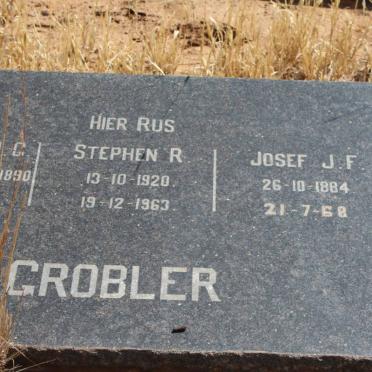 HIER RUS
C.
1890
STEPHEN R.
13-10-1920
19-12-1963
JOSEF J.F.
26-10-1884
21-7-68
GROBLER